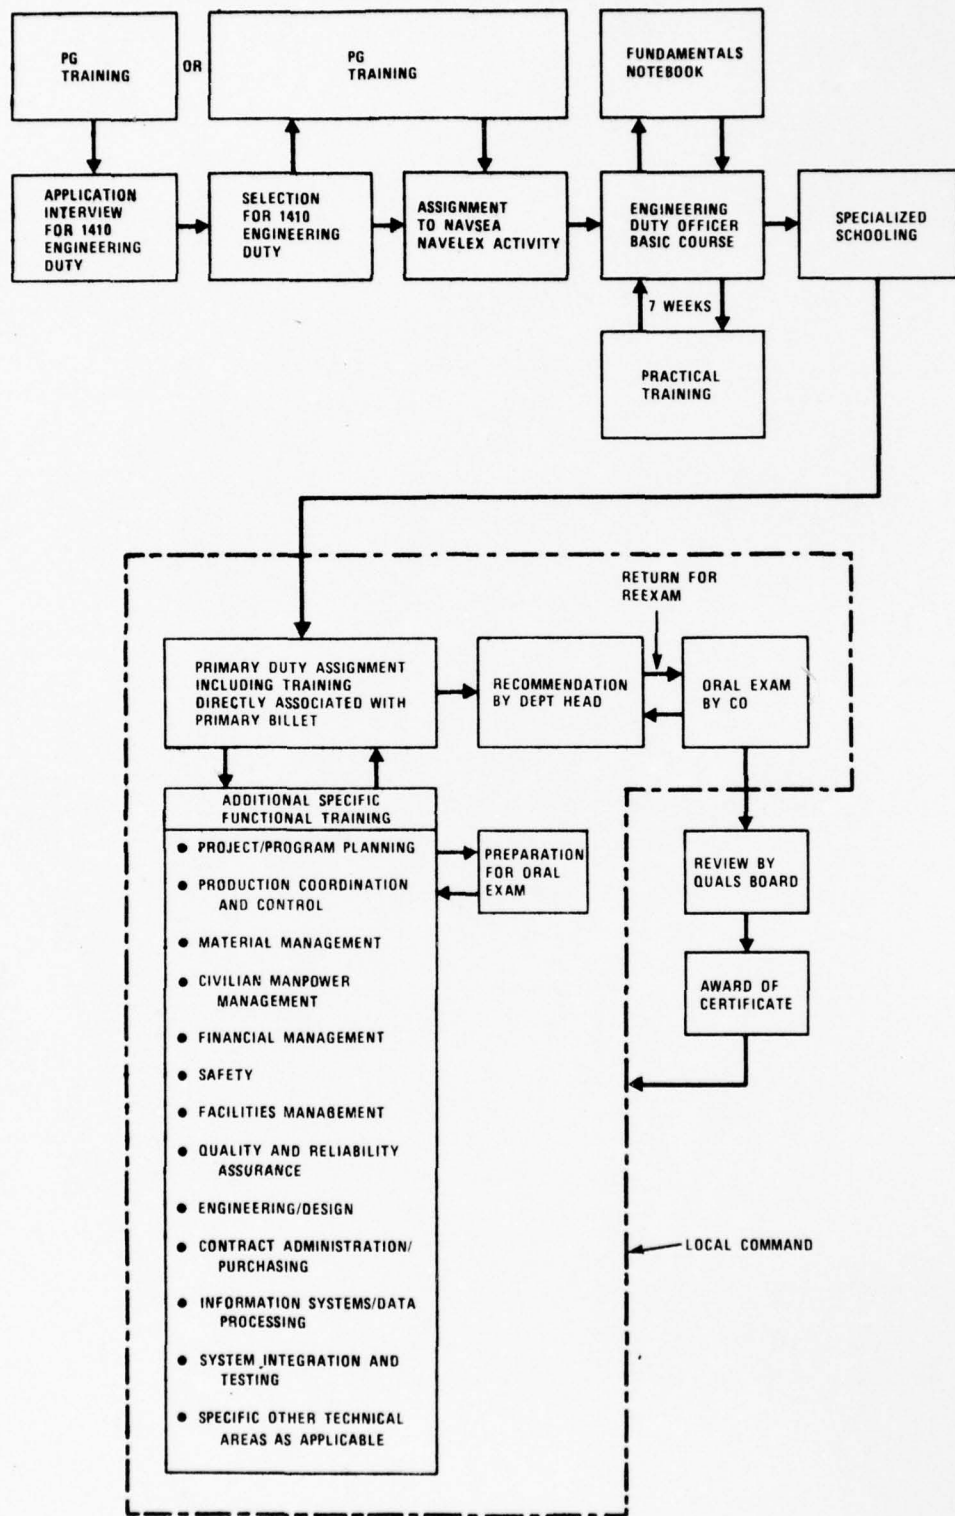 PG
TRAINING
OR
PG
TRAINING
FUNDAMENTALS
NOTEBOOK
APPLICATION
INTERVIEW
FOR 1410
ENGINEERING
DUTY
SELECTION
FOR 1410
ENGINEERING
DUTY
ASSIGNMENT
TO NAVSEA
NAVELEX ACTIVITY
ENGINEERING
DUTY OFFICER
BASIC COURSE
SPECIALIZED
SCHOOLING
7 WEEKS
PRACTICAL
TRAINING
RETURN FOR
REEXAM
PRIMARY DUTY ASSIGNMENT
INCLUDING TRAINING
DIRECTLY ASSOCIATED WITH
PRIMARY BILLET
RECOMMENDATION
BY DEPT HEAD
ORAL EXAM
BY CO
ADDITIONAL SPECIFIC
FUNCTIONAL TRAINING
● PROJECT/PROGRAM PLANNING
● PRODUCTION COORDINATION
AND CONTROL
● MATERIAL MANAGEMENT
● CIVILIAN MANPOWER
MANAGEMENT
● FINANCIAL MANAGEMENT
● SAFETY
● FACILITIES MANAGEMENT
● QUALITY AND RELIABILITY
ASSURANCE
● ENGINEERING/DESIGN
● CONTRACT ADMINISTRATION/
PURCHASING
● INFORMATION SYSTEMS/DATA
PROCESSING
● SYSTEM INTEGRATION AND
TESTING
● SPECIFIC OTHER TECHNICAL
AREAS AS APPLICABLE
PREPARATION
FOR ORAL
EXAM
REVIEW BY
QUALS BOARD
AWARD OF
CERTIFICATE
LOCAL COMMAND